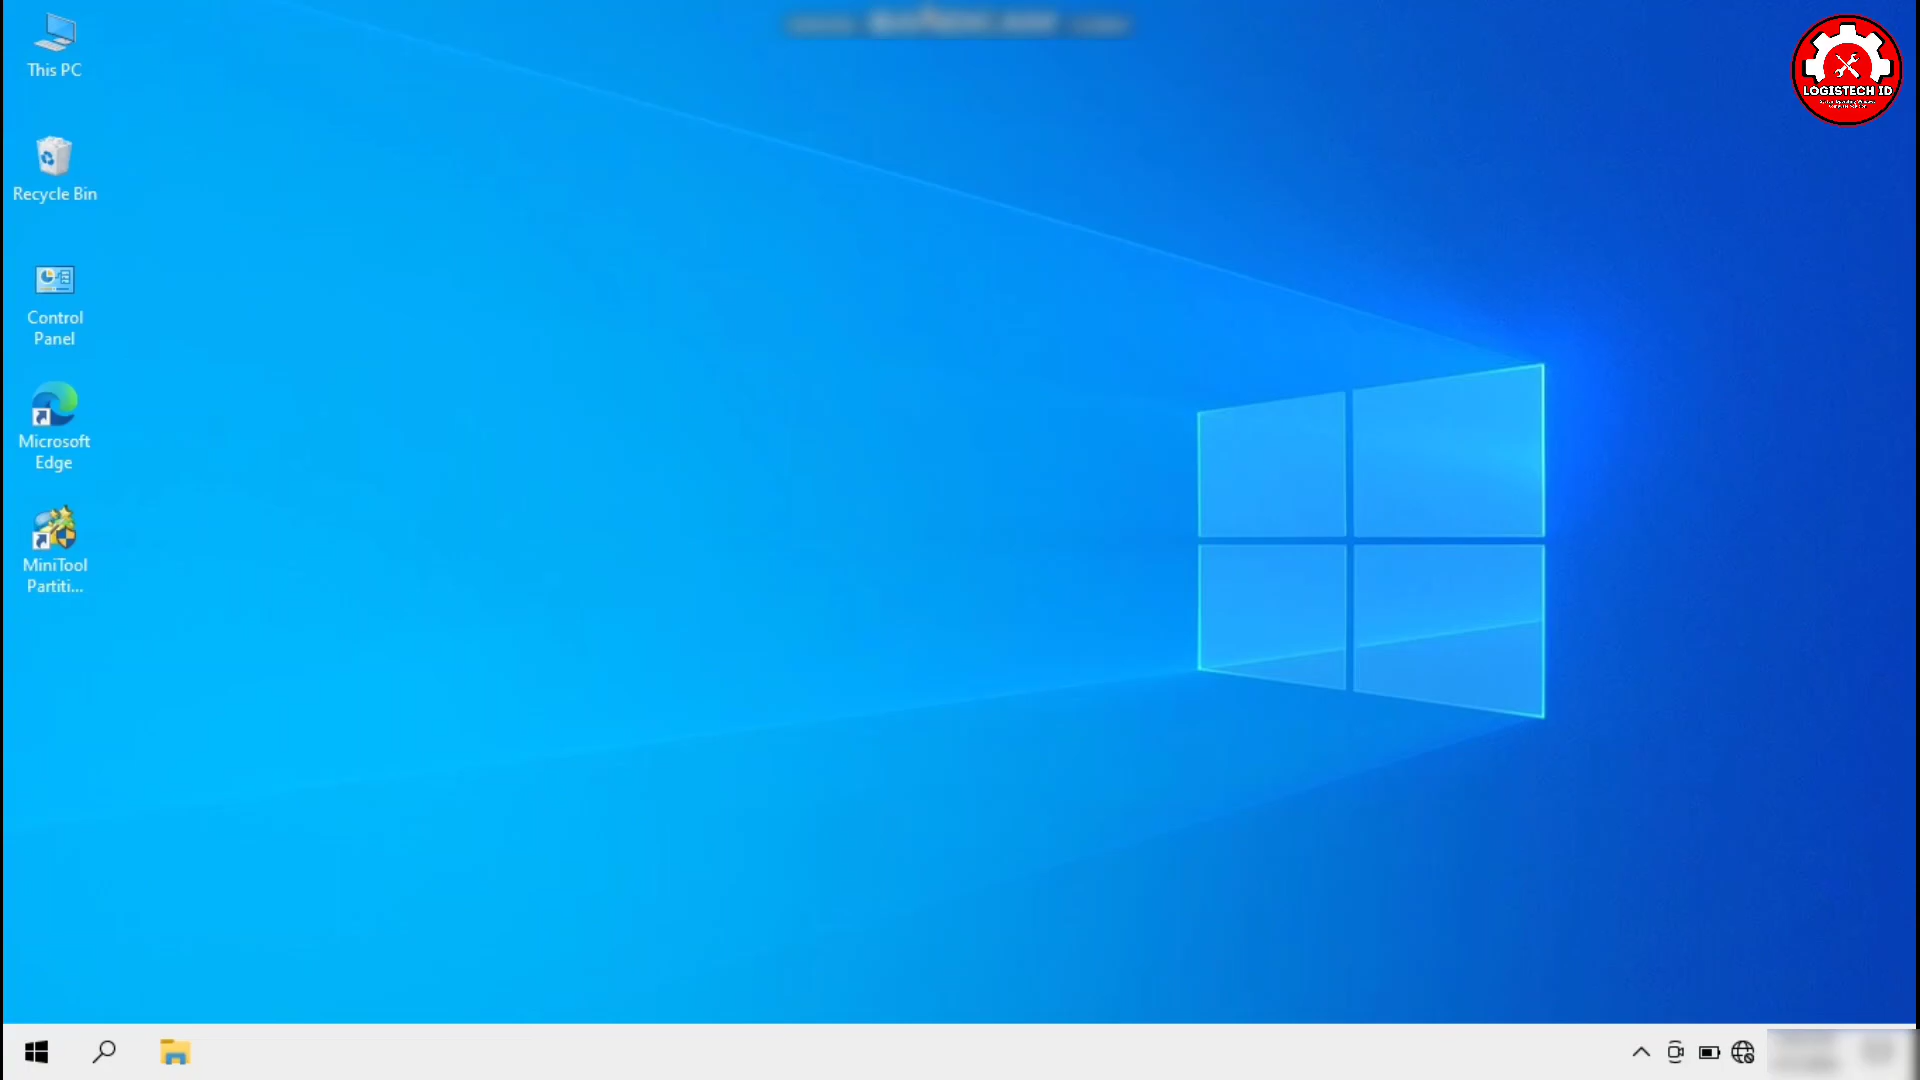 This PC
Recycle Bin
Control
Panel
Microsoft
Edge
MiniTool
Partiti...
LOGISTECH ID